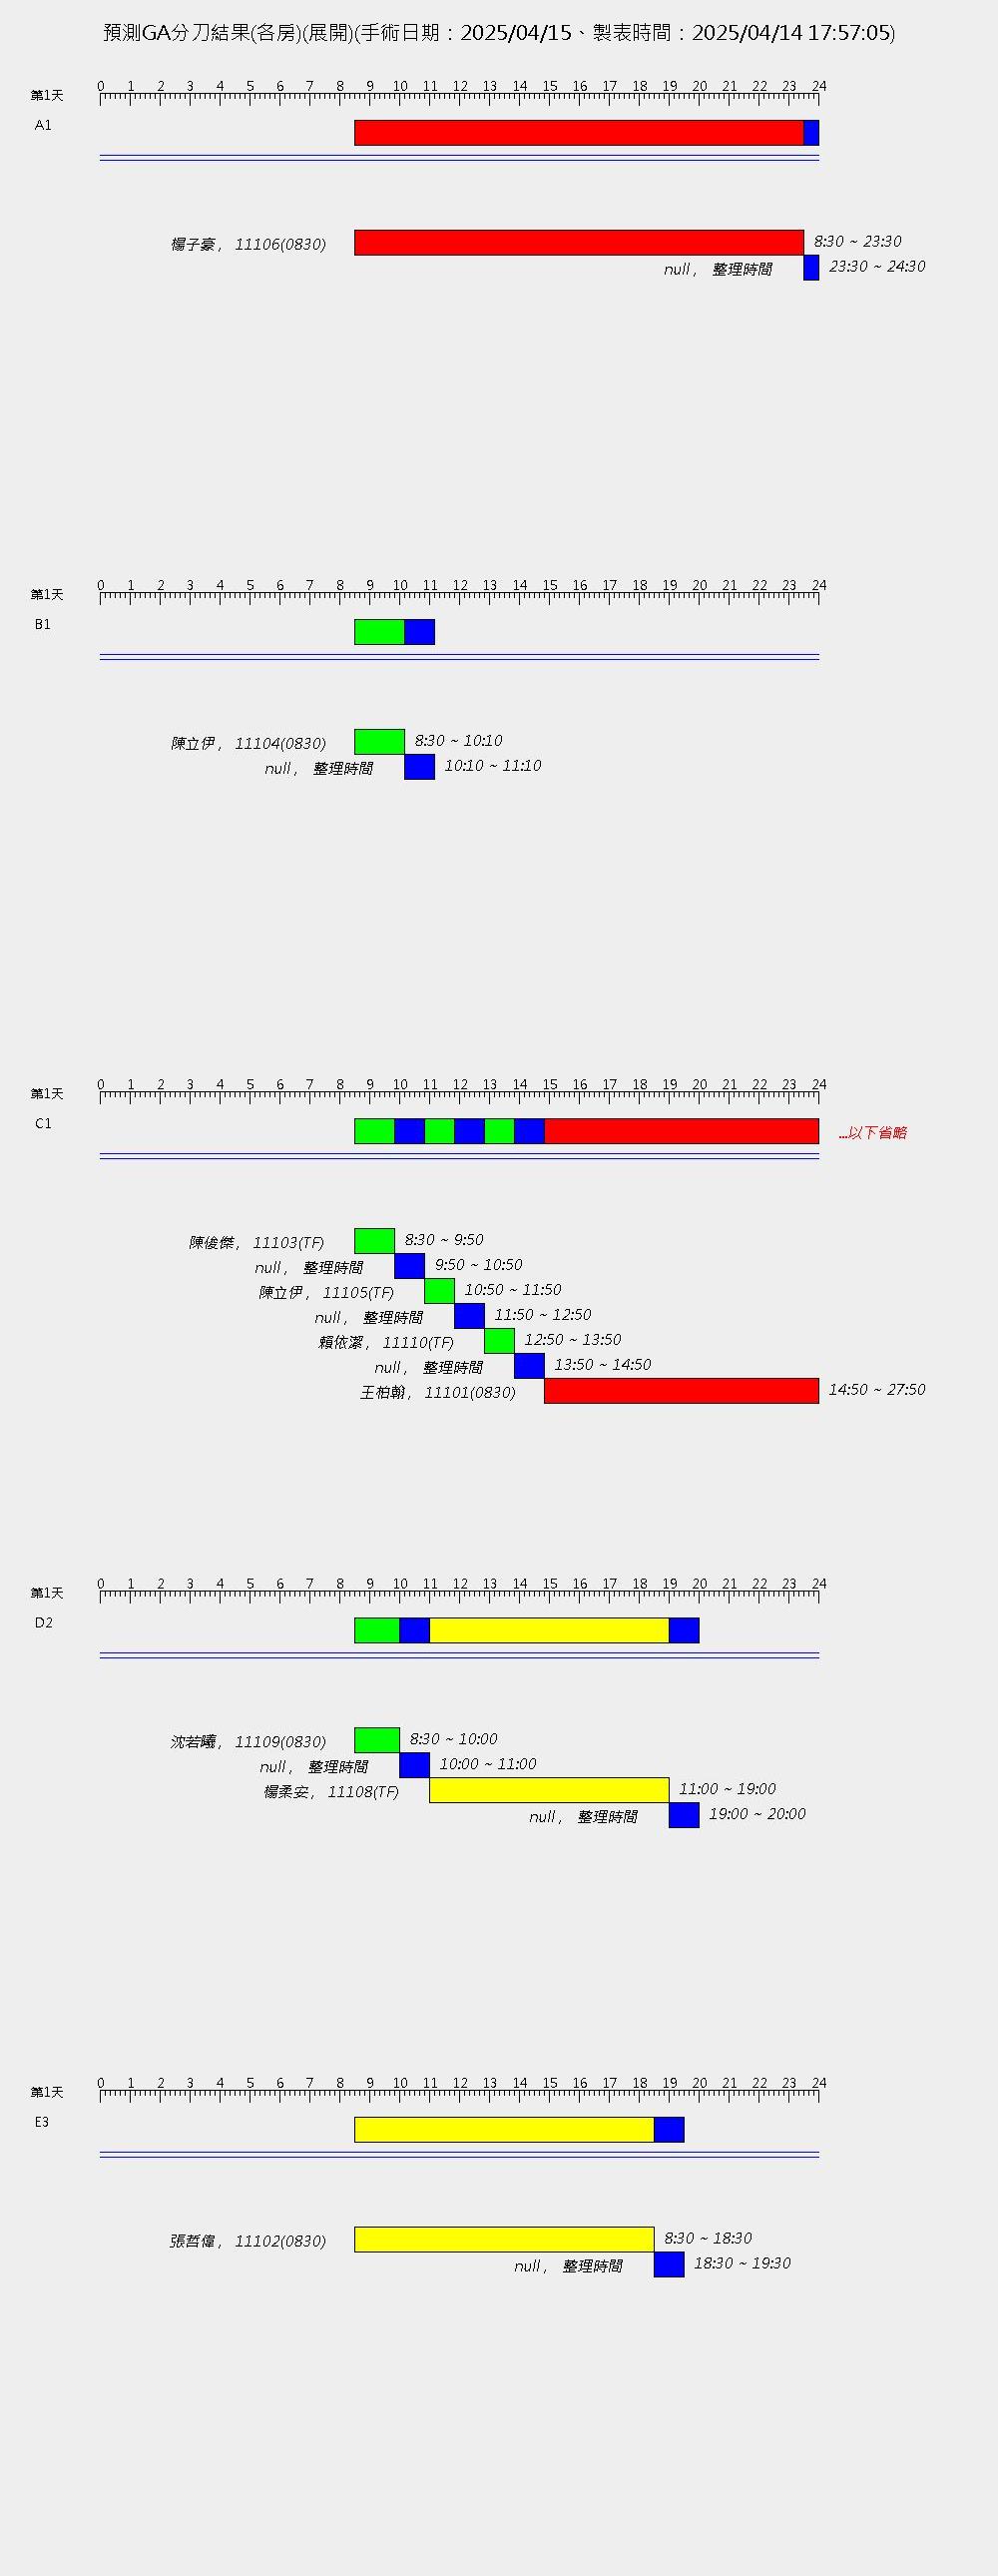 預測GA分刀結果(各房)(展開)(手術日期：2025/04/15、製表時間：2025/04/14 17:57:05)
第1天 0 1 2 3 4 5 6 7 8 9 10 11 12 13 14 15 16 17 18 19 20 21 22 23 24
A1
楊子豪, 11106(0830) 8:30 ~ 23:30
null, 整理時間 23:30 ~ 24:30
第1天 0 1 2 3 4 5 6 7 8 9 10 11 12 13 14 15 16 17 18 19 20 21 22 23 24
B1
陳立伊, 11104(0830) 8:30 ~ 10:10
null, 整理時間 10:10 ~ 11:10
第1天 0 1 2 3 4 5 6 7 8 9 10 11 12 13 14 15 16 17 18 19 20 21 22 23 24
C1 ...以下省略
陳俊傑, 11103(TF) 8:30 ~ 9:50
null, 整理時間 9:50 ~ 10:50
陳立伊, 11105(TF) 10:50 ~ 11:50
null, 整理時間 11:50 ~ 12:50
賴依潔, 11110(TF) 12:50 ~ 13:50
null, 整理時間 13:50 ~ 14:50
王柏翰, 11101(0830) 14:50 ~ 27:50
第1天 0 1 2 3 4 5 6 7 8 9 10 11 12 13 14 15 16 17 18 19 20 21 22 23 24
D2
沈若曦, 11109(0830) 8:30 ~ 10:00
null, 整理時間 10:00 ~ 11:00
楊柔安, 11108(TF) 11:00 ~ 19:00
null, 整理時間 19:00 ~ 20:00
第1天 0 1 2 3 4 5 6 7 8 9 10 11 12 13 14 15 16 17 18 19 20 21 22 23 24
E3
張哲偉, 11102(0830) 8:30 ~ 18:30
null, 整理時間 18:30 ~ 19:30